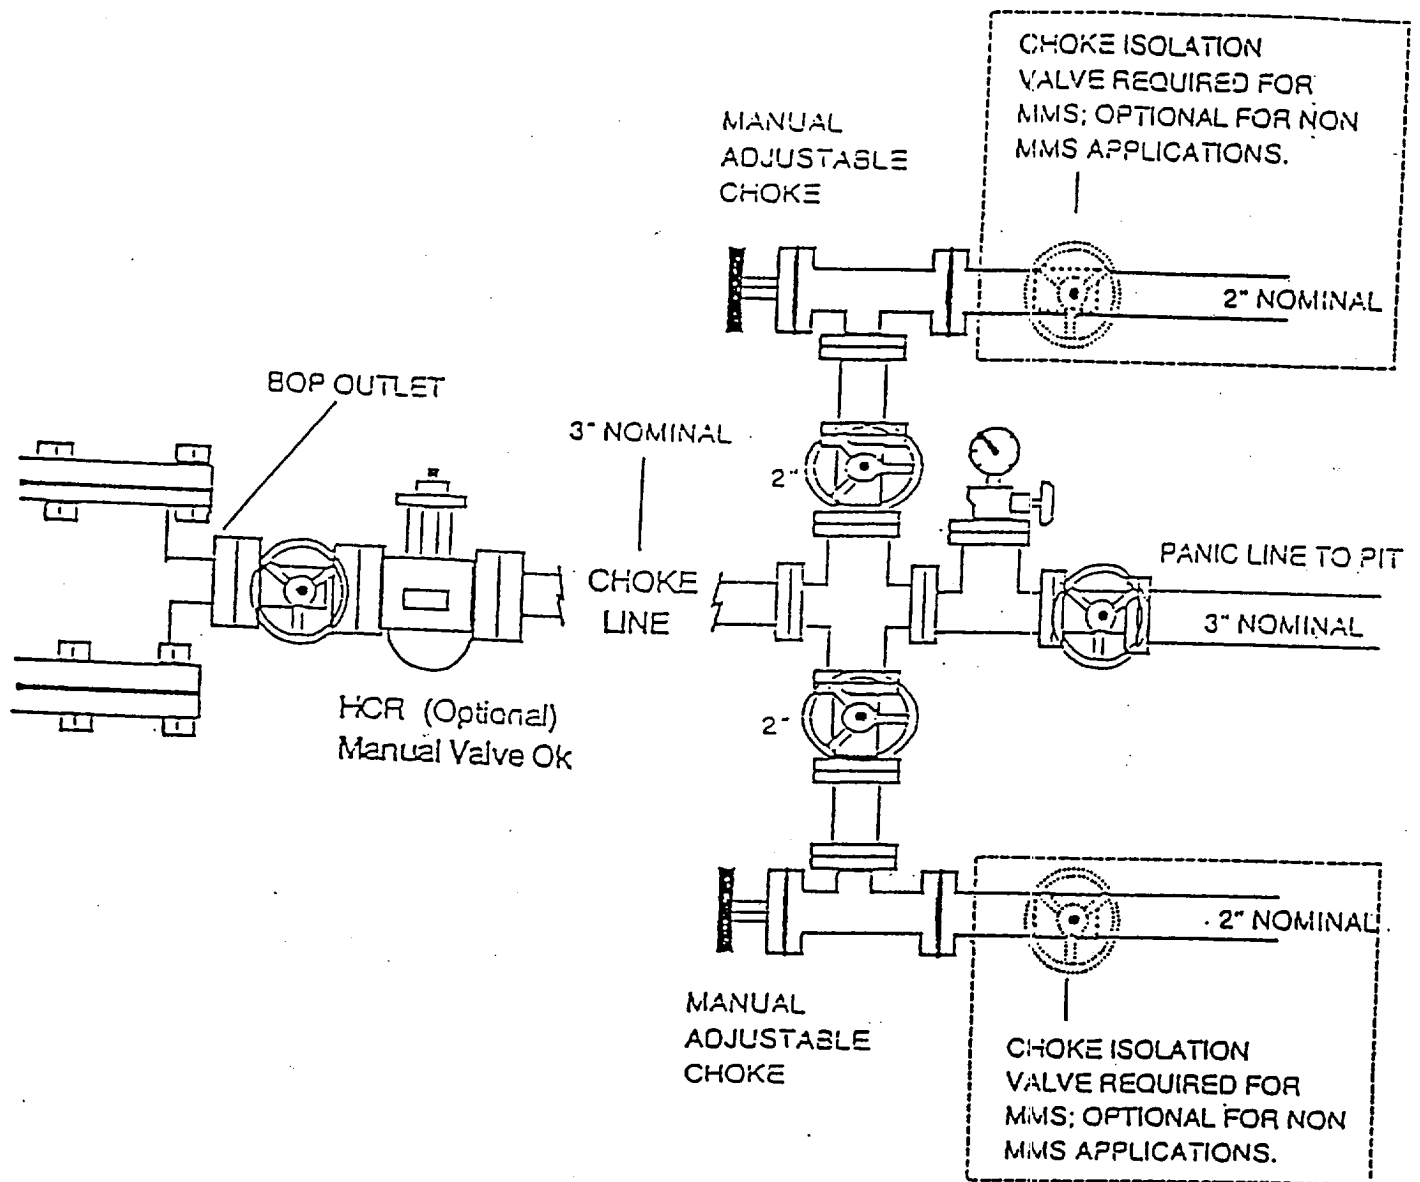 CHOKE ISOLATION
VALVE REQUIRED FOR
MMS; OPTIONAL FOR NON
MMS APPLICATIONS.
MANUAL
ADJUSTABLE
CHOKE
2" NOMINAL
BOP OUTLET
3" NOMINAL
2"
PANIC LINE TO PIT
CHOKE
LINE
3" NOMINAL
HCR (Optional)
Manual Valve Ok
2"
2" NOMINAL
MANUAL
ADJUSTABLE
CHOKE
CHOKE ISOLATION
VALVE REQUIRED FOR
MMS; OPTIONAL FOR NON
MMS APPLICATIONS.